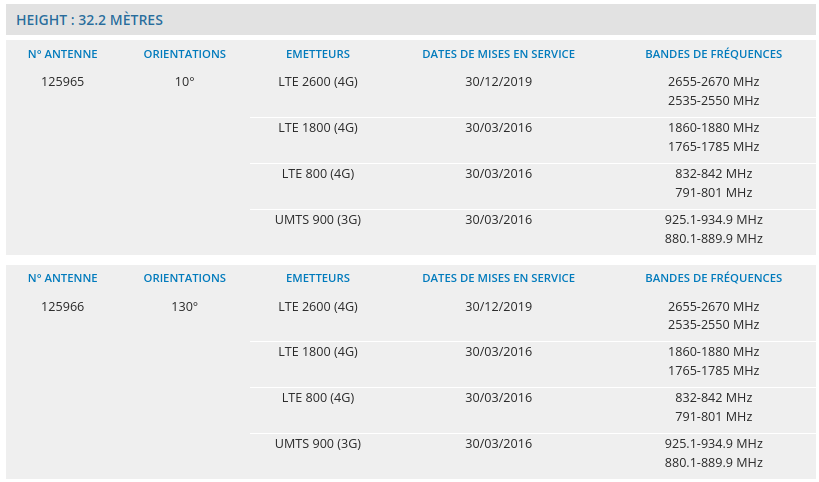 HEIGHT : 32.2 MÈTRES
N° ANTENNE ORIENTATIONS EMETTEURS DATES DE MISES EN SERVICE BANDES DE FRÉQUENCES
125965 10° LTE 2600 (4G) 30/12/2019 2655-2670 MHz
2535-2550 MHz
LTE 1800 (4G) 30/03/2016 1860-1880 MHz
1765-1785 MHz
LTE 800 (4G) 30/03/2016 832-842 MHz
791-801 MHz
UMTS 900 (3G) 30/03/2016 925.1-934.9 MHz
880.1-889.9 MHz
N° ANTENNE ORIENTATIONS EMETTEURS DATES DE MISES EN SERVICE BANDES DE FRÉQUENCES
125966 130° LTE 2600 (4G) 30/12/2019 2655-2670 MHz
2535-2550 MHz
LTE 1800 (4G) 30/03/2016 1860-1880 MHz
1765-1785 MHz
LTE 800 (4G) 30/03/2016 832-842 MHz
791-801 MHz
UMTS 900 (3G) 30/03/2016 925.1-934.9 MHz
880.1-889.9 MHz